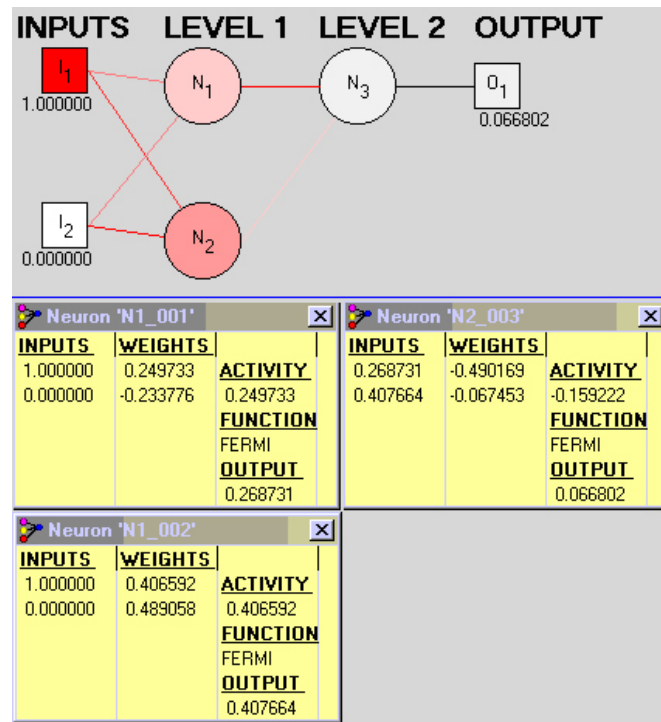 INPUTS LEVEL 1 LEVEL 2 OUTPUT
I1 N1 N3 O1
1.000000 0.066802
I2 N2
0.000000
Neuron 'N1_001'
INPUTS WEIGHTS
1.000000 0.249733 ACTIVITY
0.000000 -0.233776 0.249733
FUNCTION
FERMI
OUTPUT
0.268731
Neuron 'N2_003'
INPUTS WEIGHTS
0.268731 -0.490169 ACTIVITY
0.407664 -0.067453 -0.159222
FUNCTION
FERMI
OUTPUT
0.066802
Neuron 'N1_002'
INPUTS WEIGHTS
1.000000 0.406592 ACTIVITY
0.000000 0.489058 0.406592
FUNCTION
FERMI
OUTPUT
0.407664